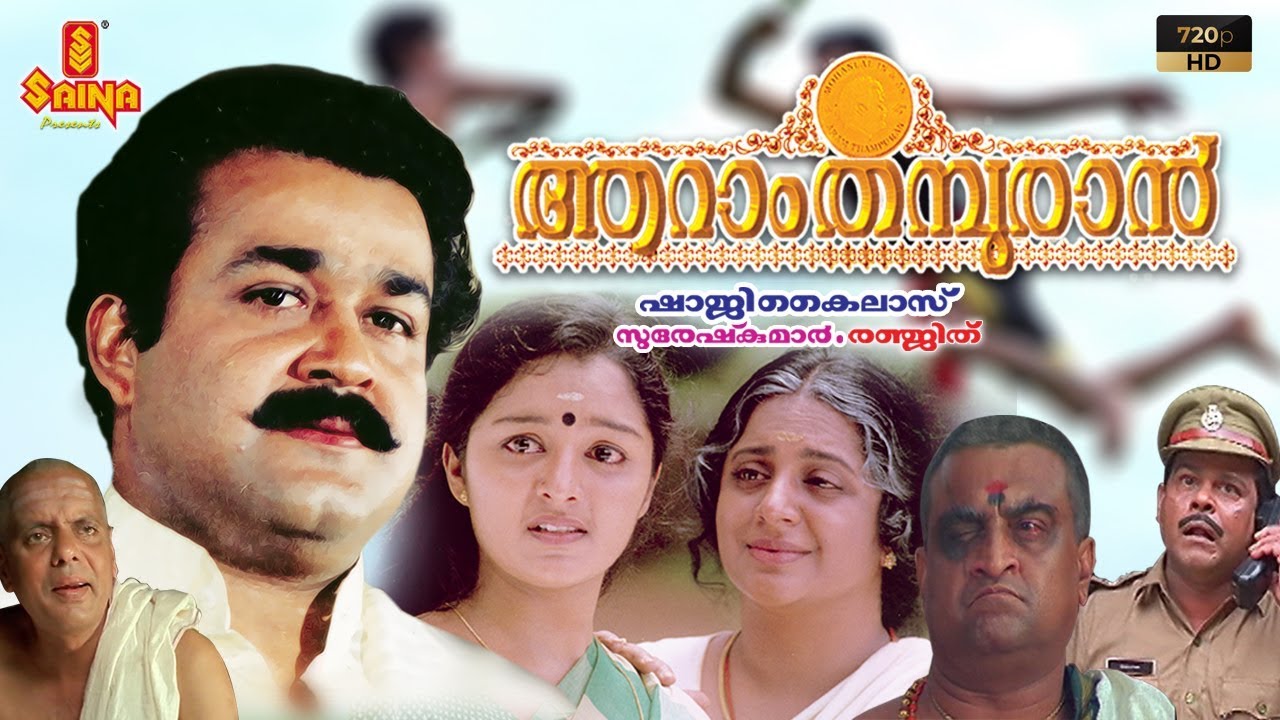 SAINA
Presents
720p
HD
ആറാംതമ്പുരാൻ
ഷാജികൈലാസ്
സുരേഷ്കുമാർ. രഞ്ജിത്